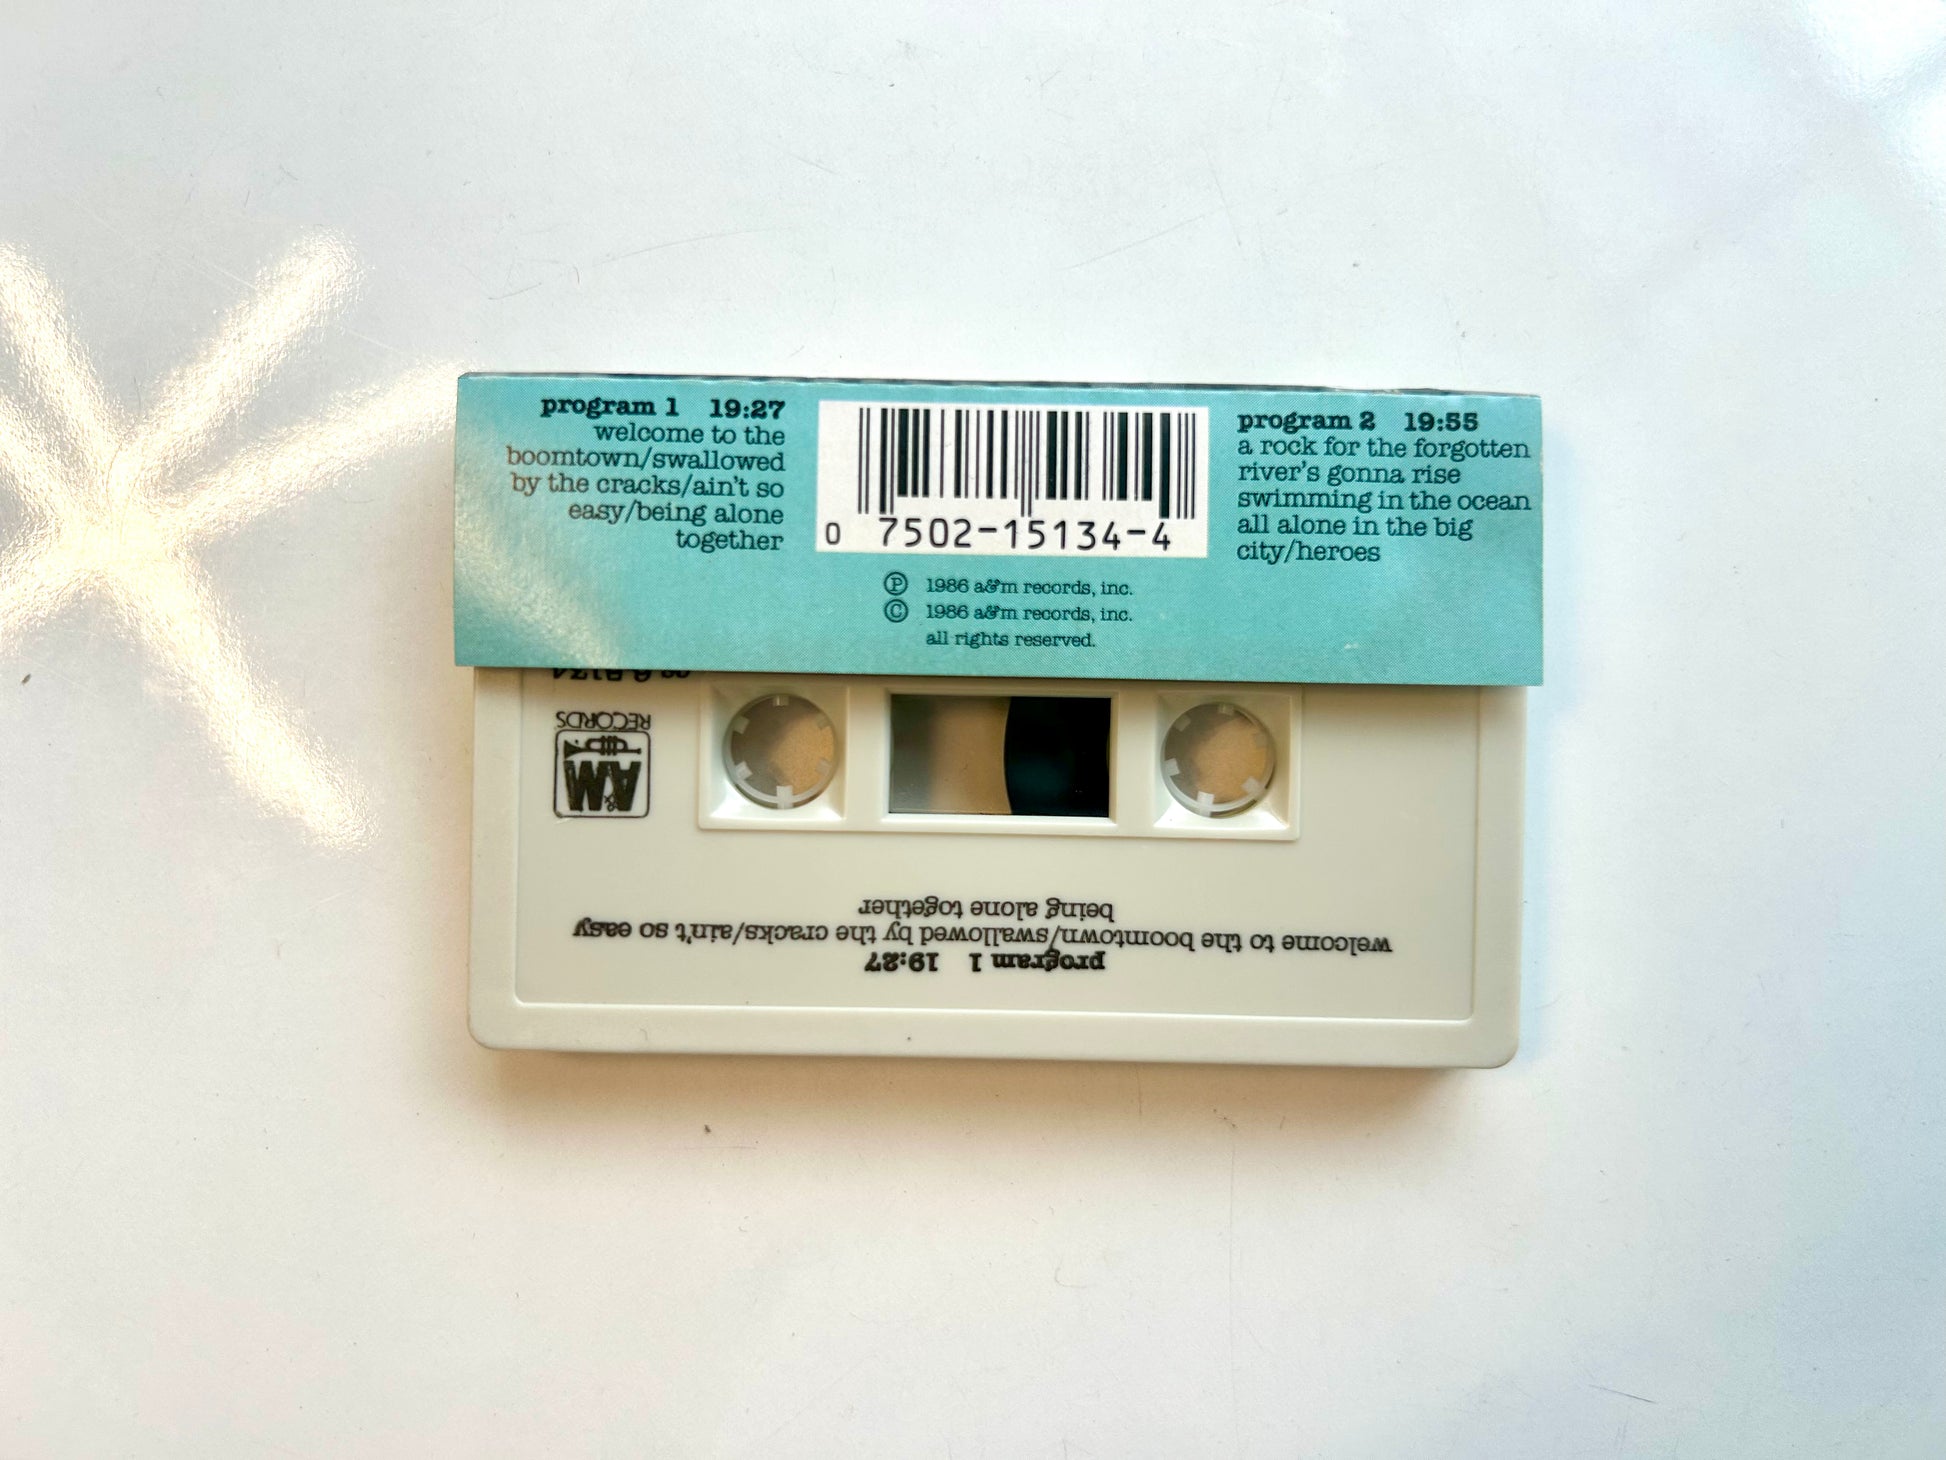 program 1 19:27
welcome to the
boomtown/swallowed
by the cracks/ain't so
easy/being alone
together
0 7502-15134-4
Ⓟ 1986 a&m records, inc.
© 1986 a&m records, inc.
all rights reserved.
program 2 19:55
a rock for the forgotten
river's gonna rise
swimming in the ocean
all alone in the big
city/heroes
A&M
RECORDS
program 1 19:27
welcome to the boomtown/swallowed by the cracks/ain't so easy
being alone together